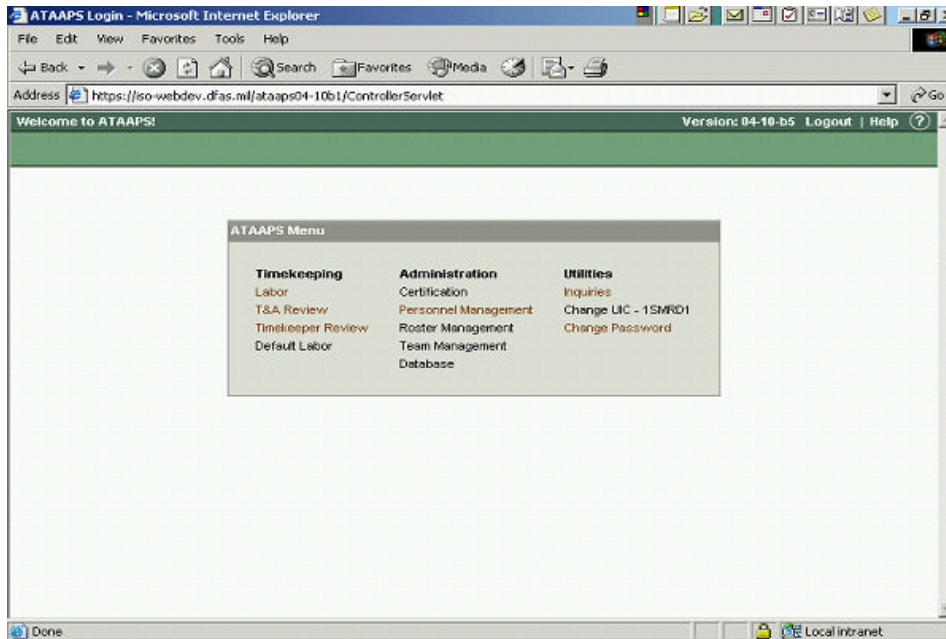 ATAAPS Login - Microsoft Internet Explorer
File Edit View Favorites Tools Help
Back Search Favorites Media
Address https://iso-webdev.dfas.mil/ataaps04-10b1/ControllerServlet Go
Welcome to ATAAPS! Version: 04-10-b5 Logout | Help ?
ATAAPS Menu
Timekeeping Administration Utilities
Labor Certification Inquiries
T&A Review Personnel Management Change UIC - 1SMRD1
Timekeeper Review Roster Management Change Password
Default Labor Team Management
Database
Done Local intranet